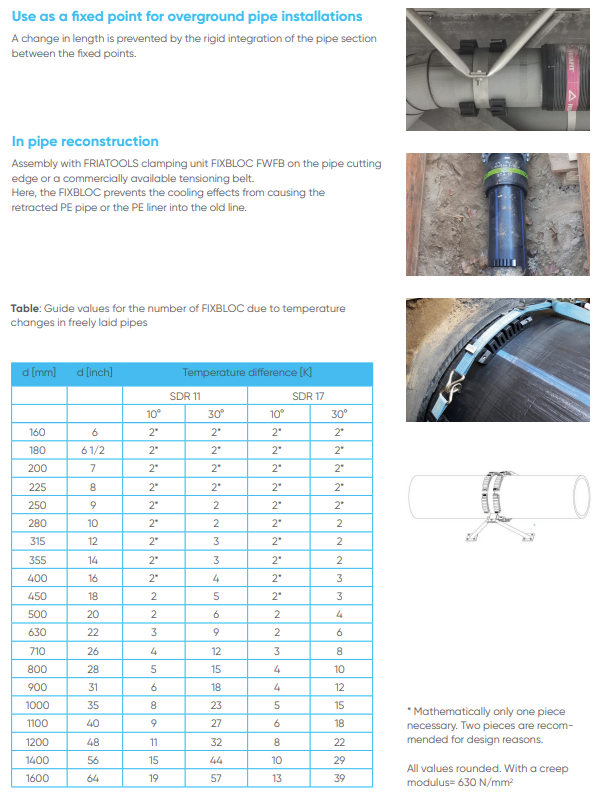 Use as a fixed point for overground pipe installations
A change in length is prevented by the rigid integration of the pipe section
between the fixed points.
In pipe reconstruction
Assembly with FRIATOOLS clamping unit FIXBLOC FWFB on the pipe cutting
edge or a commercially available tensioning belt.
Here, the FIXBLOC prevents the cooling effects from causing the
retracted PE pipe or the PE liner into the old line.
Table: Guide values for the number of FIXBLOC due to temperature
changes in freely laid pipes
d [mm] d [inch] Temperature difference [K]
SDR 11 SDR 17
10° 30° 10° 30°
160 6 2* 2* 2* 2*
180 6 1/2 2* 2* 2* 2*
200 7 2* 2* 2* 2*
225 8 2* 2* 2* 2*
250 9 2* 2 2* 2*
280 10 2* 2 2* 2
315 12 2* 3 2* 2
355 14 2* 3 2* 2
400 16 2* 4 2* 3
450 18 2 5 2* 3
500 20 2 6 2 4
630 22 3 9 2 6
710 26 4 12 3 8
800 28 5 15 4 10
900 31 6 18 4 12
1000 35 8 23 5 15
1100 40 9 27 6 18
1200 48 11 32 8 22
1400 56 15 44 10 29
1600 64 19 57 13 39
* Mathematically only one piece
necessary. Two pieces are recom-
mended for design reasons.
All values rounded. With a creep
modulus= 630 N/mm²